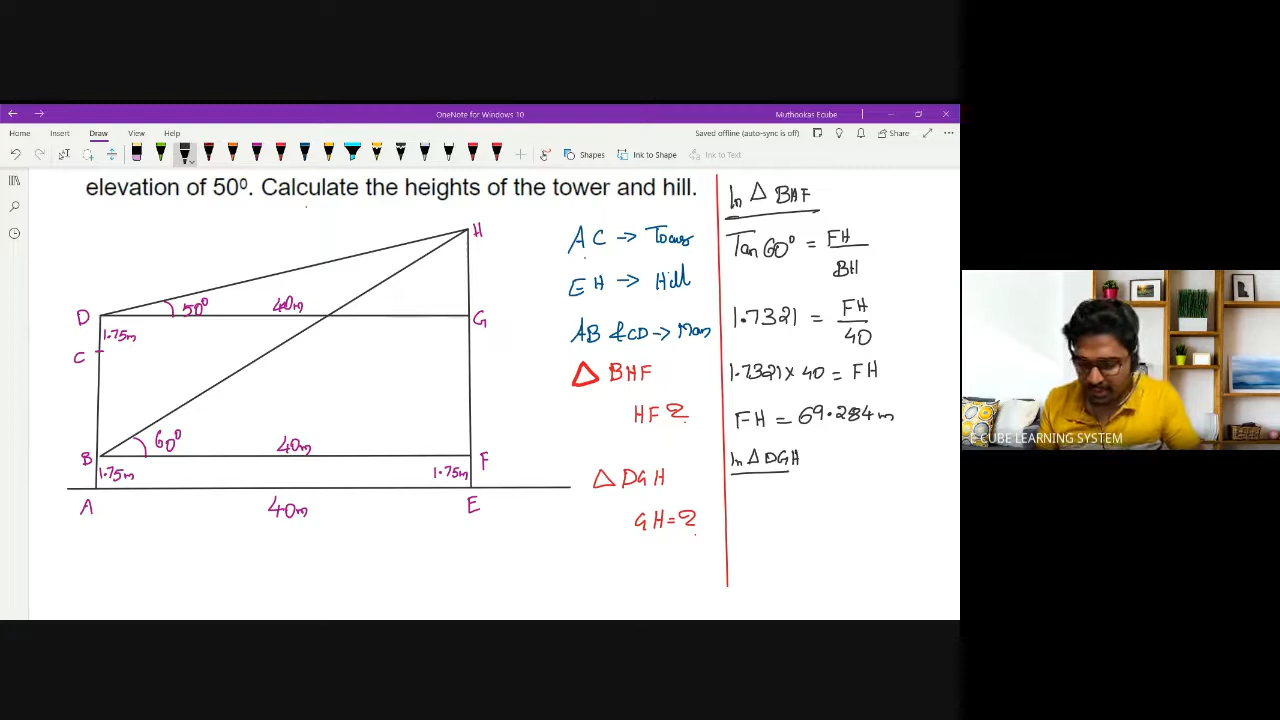 OneNote for Windows 10
Muthookas Ecube
Home Insert Draw View Help
Saved offline (auto-sync is off)
Share
Shapes
Ink to Shape
Ink to Text
elevation of 50⁰. Calculate the heights of the tower and hill.
H
D
50⁰
40m
G
1.75m
C
60⁰
B
40m
F
1.75m
1.75m
A
40m
E
AC → Tower
EH → Hill
AB & CD → Man
△ BHF
HF?
△ DGH
GH=?
In △ BHF
Tan 60⁰ = FH
BH
1.7321 = FH
40
1.7321 x 40 = FH
FH = 69.284m
In △ DGH
E CUBE LEARNING SYSTEM